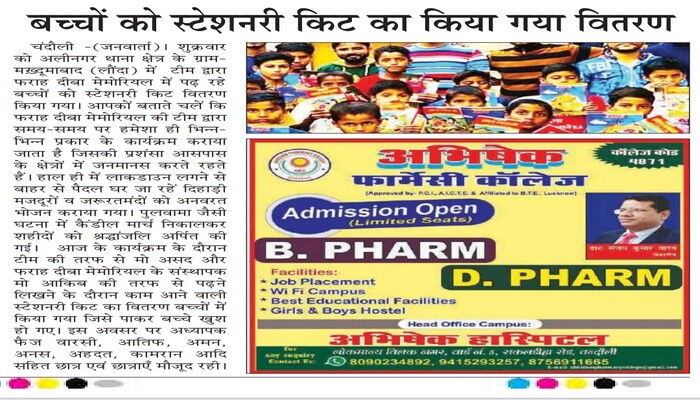 बच्चों को स्टेशनरी किट का किया गया वितरण
चंदौली -(जनवार्ता)। शुक्रवार
को अलीनगर थाना क्षेत्र के ग्राम-
मख़्दूमाबाद (लौंदा) में टीम द्वारा
फराह दीबा मेमोरियल में पढ़ रहे
बच्चों को स्टेशनरी किट वितरण
किया गया। आपकों बताते चलें कि
फराह दीबा मेमोरियल की टीम द्वारा
समय-समय पर हमेशा ही भिन्न-
भिन्न प्रकार के कार्यक्रम कराया
जाता है जिसकी प्रशंसा आसपास
के क्षेत्रों में जनमानस करते रहते
हैं। हाल ही में लाकडाउन लगने से
बाहर से पैदल घर जा रहे दिहाड़ी
मजदूरों व जरूरतमंदों को अनवरत
भोजन कराया गया। पुलवामा जैसी
घटना में कैंडील मार्च निकालकर
शहीदों को श्रद्धांजलि अर्पित की
गई। आज के कार्यक्रम के दौरान
टीम की तरफ से मो असद और
फराह दीबा मेमोरियल के संस्थापक
मो आकिब की तरफ से पढ़ने
लिखने के दौरान काम आने वाली
स्टेशनरी किट का वितरण बच्चों में
किया गया जिसे पाकर बच्चे खुश
हो गए। इस अवसर पर अध्यापक
फैज वारसी, आतिफ, अमन,
अनस, अहदत, कामरान आदि
सहित छात्र एवं छात्राएँ मौजूद रही।
अभिषेक
फार्मेसी कॉलेज
कॉलेज कोड
4871
(Approved by- P.C.I., A.I.C.T.E. & Affiliated to B.T.E., Lucknow)
Admission Open
(Limited Seats)
B. PHARM
D. PHARM
डा० संजय कुमार यादव
चेयरमैन
Facilities:
* Job Placement
* Wi Fi Campus
* Best Educational Facilities
* Girls & Boys Hostel
Head Office Campus:
अभिषेक हास्पिटल
लोकमान्य तिलक नगर, वार्ड नं. 5, सकलडीहा रोड, चन्दौली
For any enquiry Contact Us:
8090234892, 9415293257, 8756911665